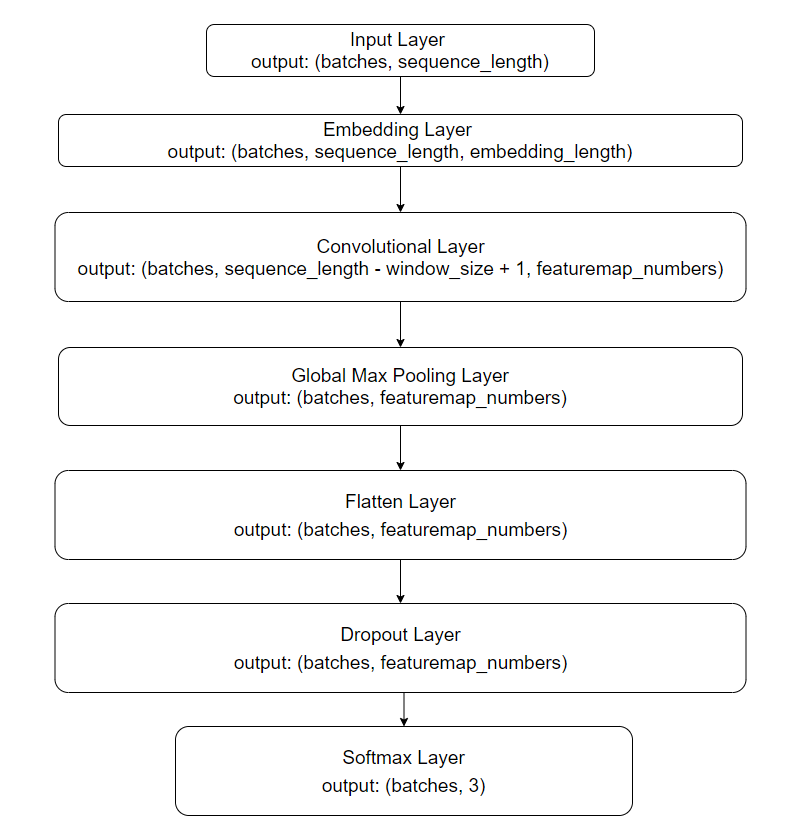 Input Layer
output: (batches, sequence_length)
Embedding Layer
output: (batches, sequence_length, embedding_length)
Convolutional Layer
output: (batches, sequence_length - window_size + 1, featuremap_numbers)
Global Max Pooling Layer
output: (batches, featuremap_numbers)
Flatten Layer
output: (batches, featuremap_numbers)
Dropout Layer
output: (batches, featuremap_numbers)
Softmax Layer
output: (batches, 3)